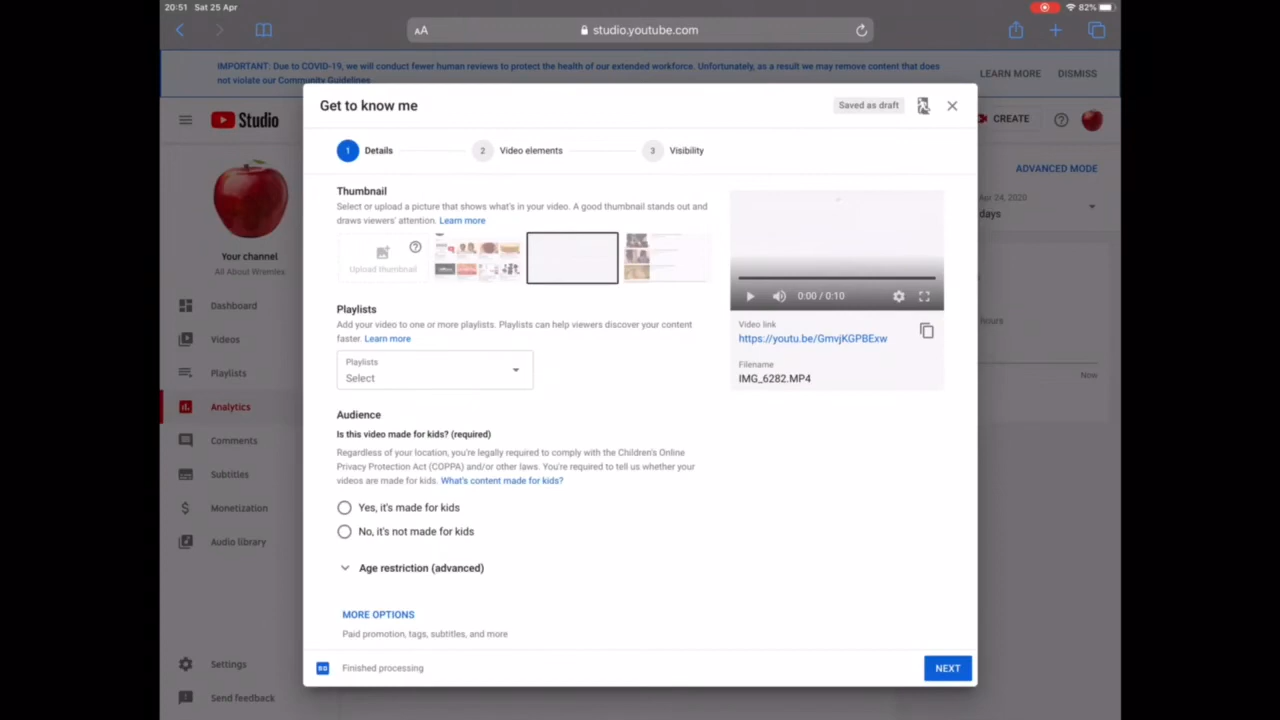 20:51 Sat 25 Apr
82%
AA
studio.youtube.com
IMPORTANT: Due to COVID-19, we will conduct fewer human reviews to protect the health of our extended workforce. Unfortunately, as a result we may remove content that does
not violate our Community Guidelines
LEARN MORE
DISMISS
Studio
CREATE
Get to know me
Saved as draft
1 Details
2 Video elements
3 Visibility
ADVANCED MODE
Apr 24, 2020
days
hours
Now
Your channel
All About Wremies
Dashboard
Videos
Playlists
Analytics
Comments
Subtitles
Monetization
Audio library
Settings
Send feedback
Thumbnail
Select or upload a picture that shows what's in your video. A good thumbnail stands out and
draws viewers' attention. Learn more
Upload thumbnail
Playlists
Add your video to one or more playlists. Playlists can help viewers discover your content
faster. Learn more
Playlists
Select
Audience
Is this video made for kids? (required)
Regardless of your location, you're legally required to comply with the Children's Online
Privacy Protection Act (COPPA) and/or other laws. You're required to tell us whether your
videos are made for kids. What's content made for kids?
Yes, it's made for kids
No, it's not made for kids
Age restriction (advanced)
MORE OPTIONS
Paid promotion, tags, subtitles, and more
0:00 / 0:10
Video link
https://youtu.be/GmvjKGPBExw
Filename
IMG_6282.MP4
SD
Finished processing
NEXT